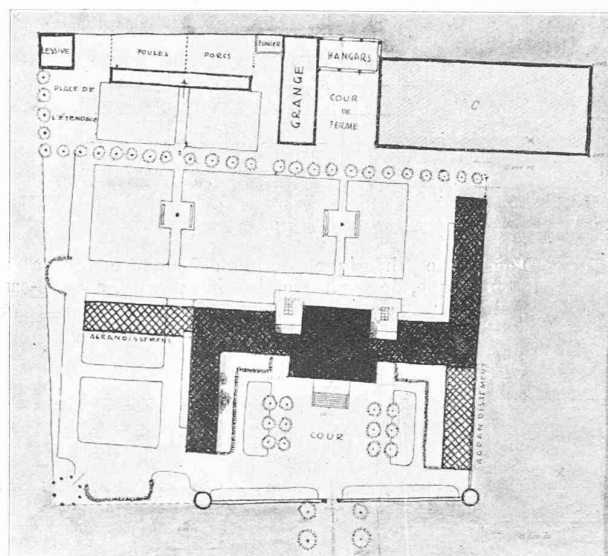 LESSIVE
POULES
PORCS
FUMIER
GRANGE
HANGARS
PLACE DE
L'ÉTENDAGE
COUR
DE
FERME
C
AGRANDISSEMENT
AGRANDISSEMENT
COUR